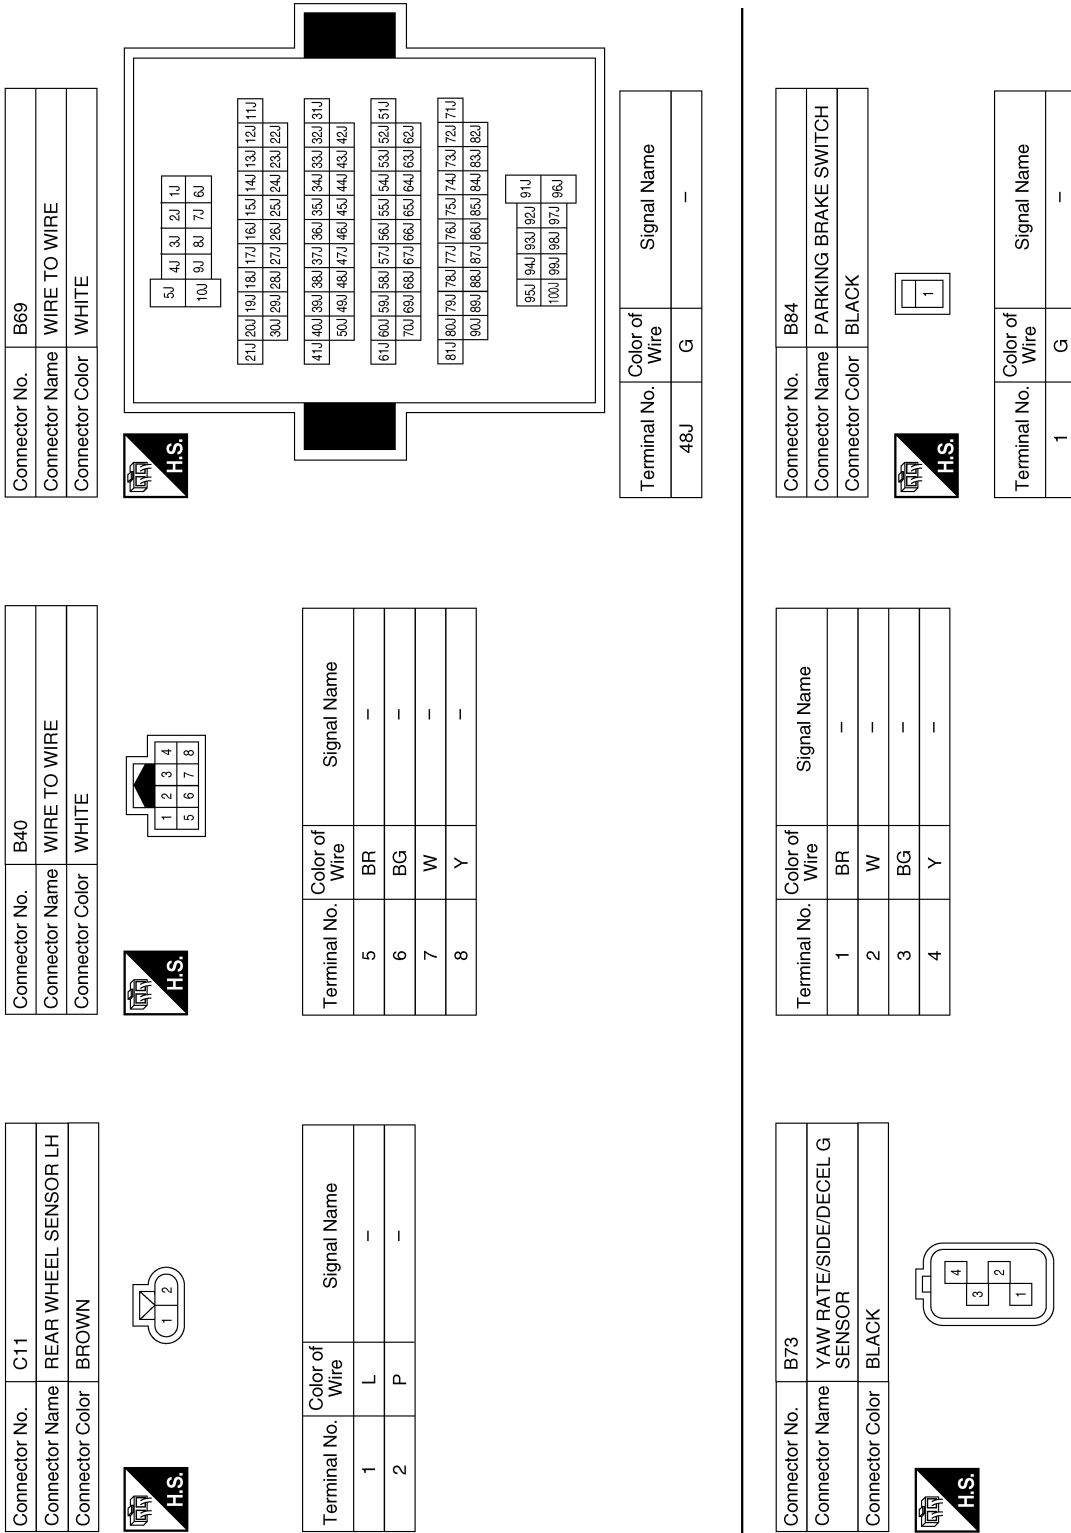 Connector No. C11
Connector Name REAR WHEEL SENSOR LH
Connector Color BROWN
H.S.
1 2
Terminal No. Color of Wire Signal Name
1 L –
2 P –
Connector No. B40
Connector Name WIRE TO WIRE
Connector Color WHITE
H.S.
1 2 3 4
5 6 7 8
Terminal No. Color of Wire Signal Name
5 BR –
6 BG –
7 W –
8 Y –
Connector No. B69
Connector Name WIRE TO WIRE
Connector Color WHITE
H.S.
5J 4J 3J 2J 1J
10J 9J 8J 7J 6J
21J 20J 19J 18J 17J 16J 15J 14J 13J 12J 11J
30J 29J 28J 27J 26J 25J 24J 23J 22J
41J 40J 39J 38J 37J 36J 35J 34J 33J 32J 31J
50J 49J 48J 47J 46J 45J 44J 43J 42J
61J 60J 59J 58J 57J 56J 55J 54J 53J 52J 51J
70J 69J 68J 67J 66J 65J 64J 63J 62J
81J 80J 79J 78J 77J 76J 75J 74J 73J 72J 71J
90J 89J 88J 87J 86J 85J 84J 83J 82J
95J 94J 93J 92J 91J
100J 99J 98J 97J 96J
Terminal No. Color of Wire Signal Name
48J G –
Connector No. B73
Connector Name YAW RATE/SIDE/DECEL G
SENSOR
Connector Color BLACK
H.S.
4
3
2
1
Terminal No. Color of Wire Signal Name
1 BR –
2 W –
3 BG –
4 Y –
Connector No. B84
Connector Name PARKING BRAKE SWITCH
Connector Color BLACK
H.S.
1
Terminal No. Color of Wire Signal Name
1 G –